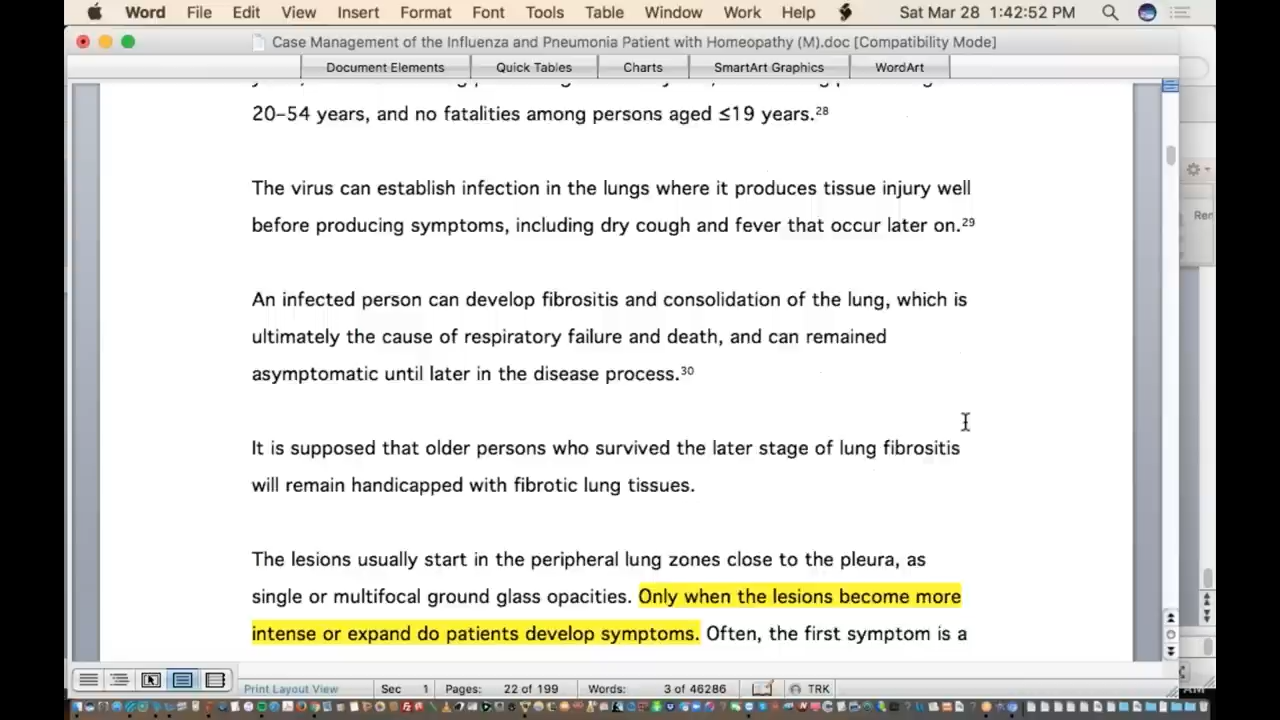 Word File Edit View Insert Format Font Tools Table Window Work Help Sat Mar 28 1:42:52 PM
Case Management of the Influenza and Pneumonia Patient with Homeopathy (M).doc [Compatibility Mode]
Document Elements Quick Tables Charts SmartArt Graphics WordArt
20–54 years, and no fatalities among persons aged ≤19 years.28
The virus can establish infection in the lungs where it produces tissue injury well
before producing symptoms, including dry cough and fever that occur later on.29
An infected person can develop fibrositis and consolidation of the lung, which is
ultimately the cause of respiratory failure and death, and can remained
asymptomatic until later in the disease process.30
It is supposed that older persons who survived the later stage of lung fibrositis
will remain handicapped with fibrotic lung tissues.
The lesions usually start in the peripheral lung zones close to the pleura, as
single or multifocal ground glass opacities. Only when the lesions become more
intense or expand do patients develop symptoms. Often, the first symptom is a
Print Layout View Sec 1 Pages: 22 of 199 Words: 3 of 46286 TRK